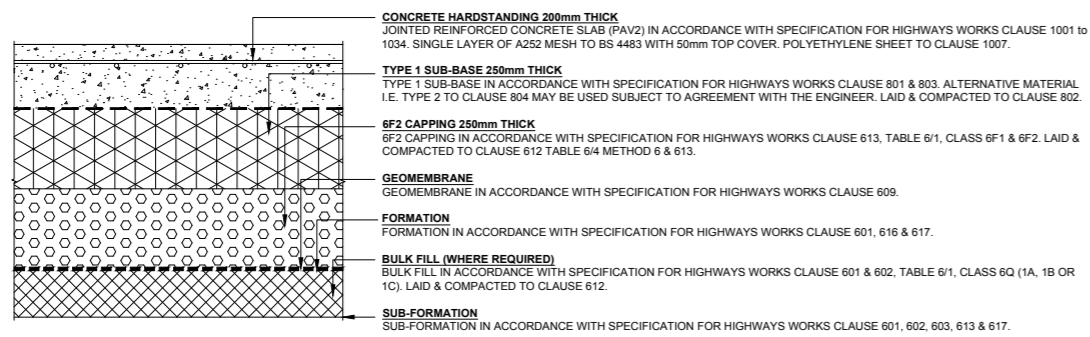 CONCRETE HARDSTANDING 200mm THICK
JOINTED REINFORCED CONCRETE SLAB (PAV2) IN ACCORDANCE WITH SPECIFICATION FOR HIGHWAYS WORKS CLAUSE 1001 to
1034. SINGLE LAYER OF A252 MESH TO BS 4483 WITH 50mm TOP COVER. POLYETHYLENE SHEET TO CLAUSE 1007.
TYPE 1 SUB-BASE 250mm THICK
TYPE 1 SUB-BASE IN ACCORDANCE WITH SPECIFICATION FOR HIGHWAYS WORKS CLAUSE 801 & 803. ALTERNATIVE MATERIAL
I.E. TYPE 2 TO CLAUSE 804 MAY BE USED SUBJECT TO AGREEMENT WITH THE ENGINEER. LAID & COMPACTED TO CLAUSE 802.
6F2 CAPPING 250mm THICK
6F2 CAPPING IN ACCORDANCE WITH SPECIFICATION FOR HIGHWAYS WORKS CLAUSE 613, TABLE 6/1, CLASS 6F1 & 6F2. LAID &
COMPACTED TO CLAUSE 612 TABLE 6/4 METHOD 6 & 613.
GEOMEMBRANE
GEOMEMBRANE IN ACCORDANCE WITH SPECIFICATION FOR HIGHWAYS WORKS CLAUSE 609.
FORMATION
FORMATION IN ACCORDANCE WITH SPECIFICATION FOR HIGHWAYS WORKS CLAUSE 601, 616 & 617.
BULK FILL (WHERE REQUIRED)
BULK FILL IN ACCORDANCE WITH SPECIFICATION FOR HIGHWAYS WORKS CLAUSE 601 & 602, TABLE 6/1, CLASS 6Q (1A, 1B OR
1C). LAID & COMPACTED TO CLAUSE 612.
SUB-FORMATION
SUB-FORMATION IN ACCORDANCE WITH SPECIFICATION FOR HIGHWAYS WORKS CLAUSE 601, 602, 603, 613 & 617.